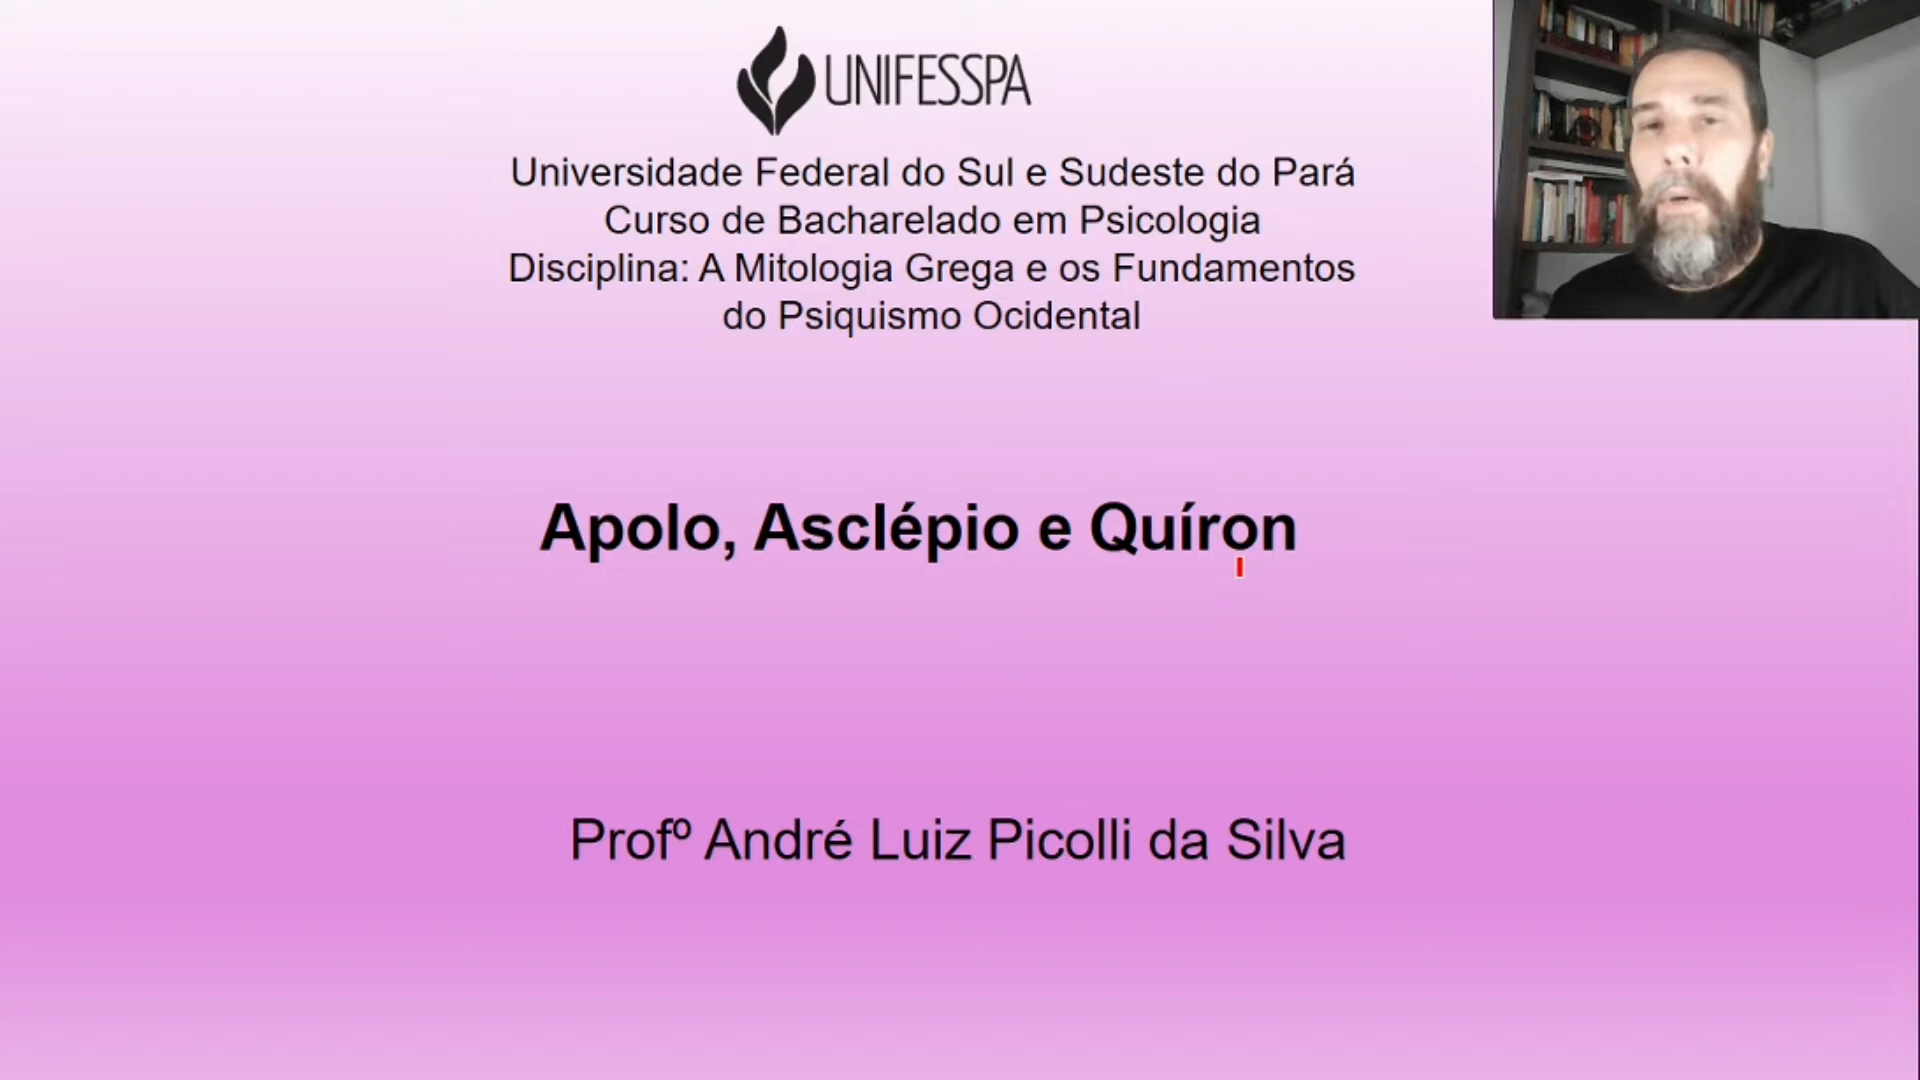 UNIFESSPA
Universidade Federal do Sul e Sudeste do Pará
Curso de Bacharelado em Psicologia
Disciplina: A Mitologia Grega e os Fundamentos
do Psiquismo Ocidental
Apolo, Asclépio e Quíron
Profº André Luiz Picolli da Silva